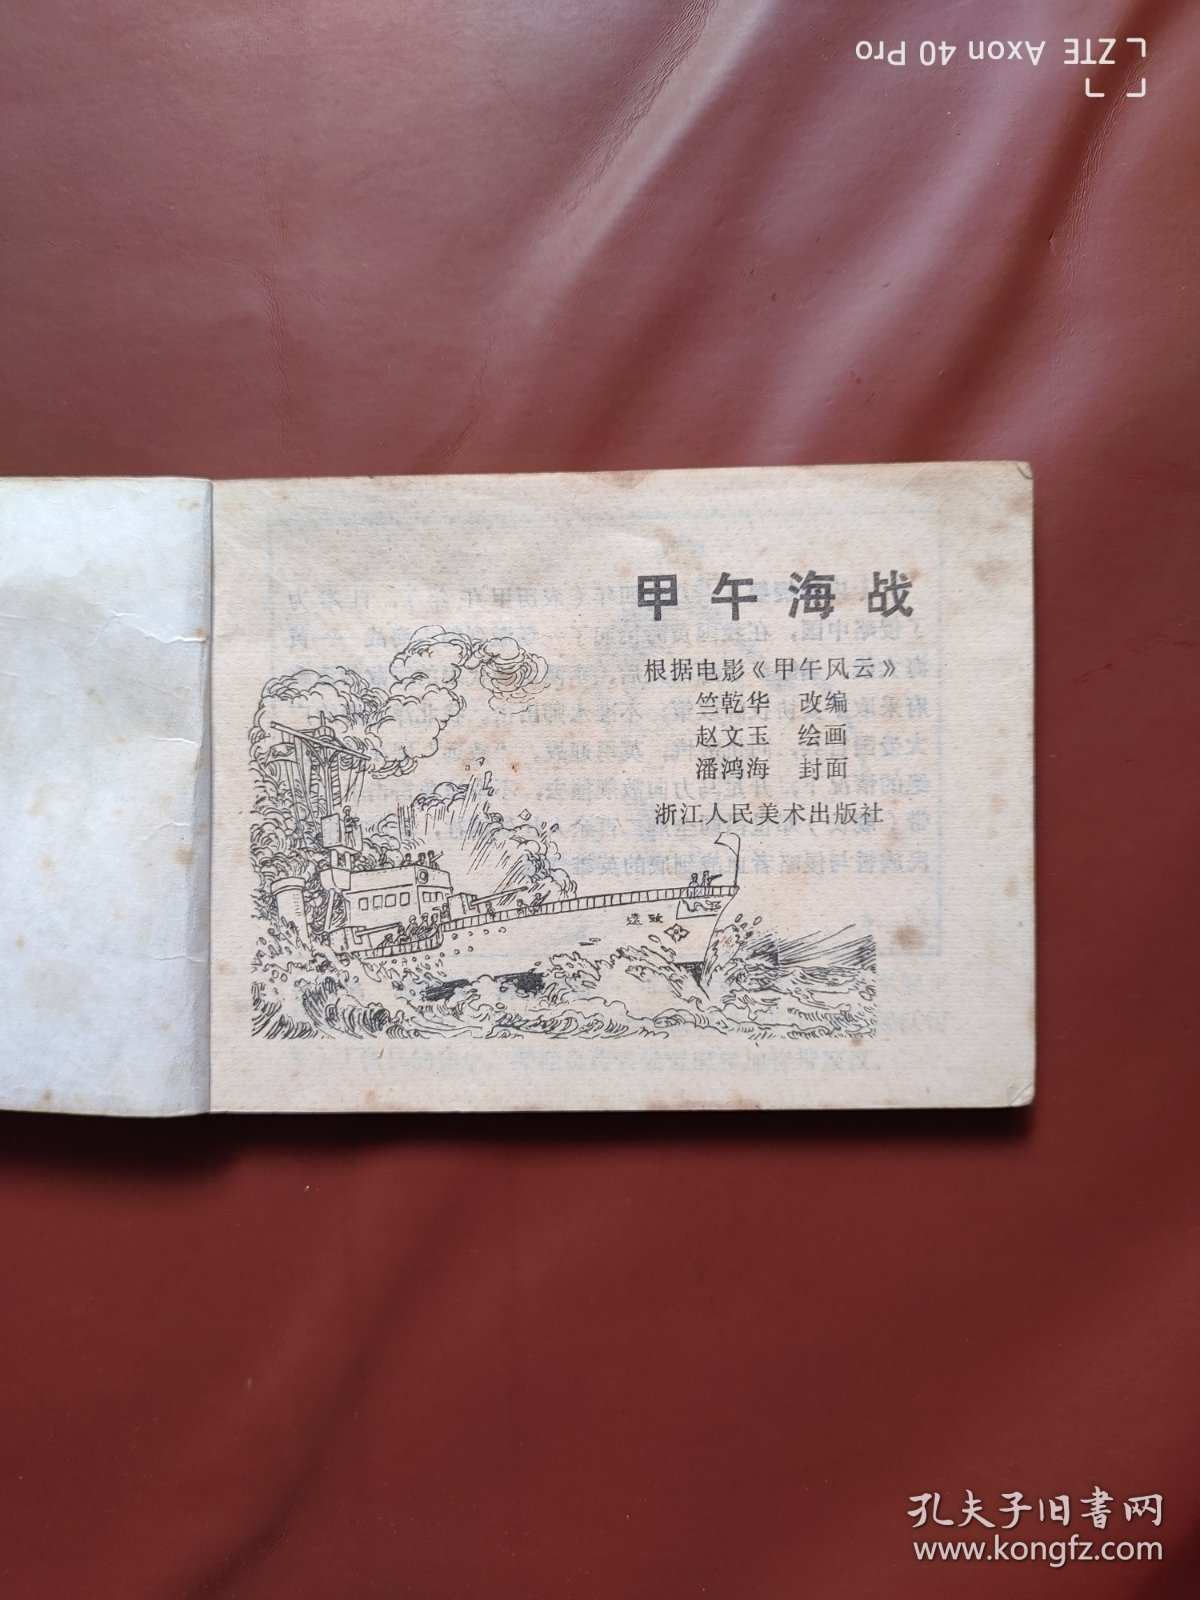 ZTE Axon 40 Pro
甲午海战
根据电影《甲午风云》
竺乾华 改编
赵文玉 绘画
潘鸿海 封面
浙江人民美术出版社
遠致
孔夫子旧书网
www.kongfz.com